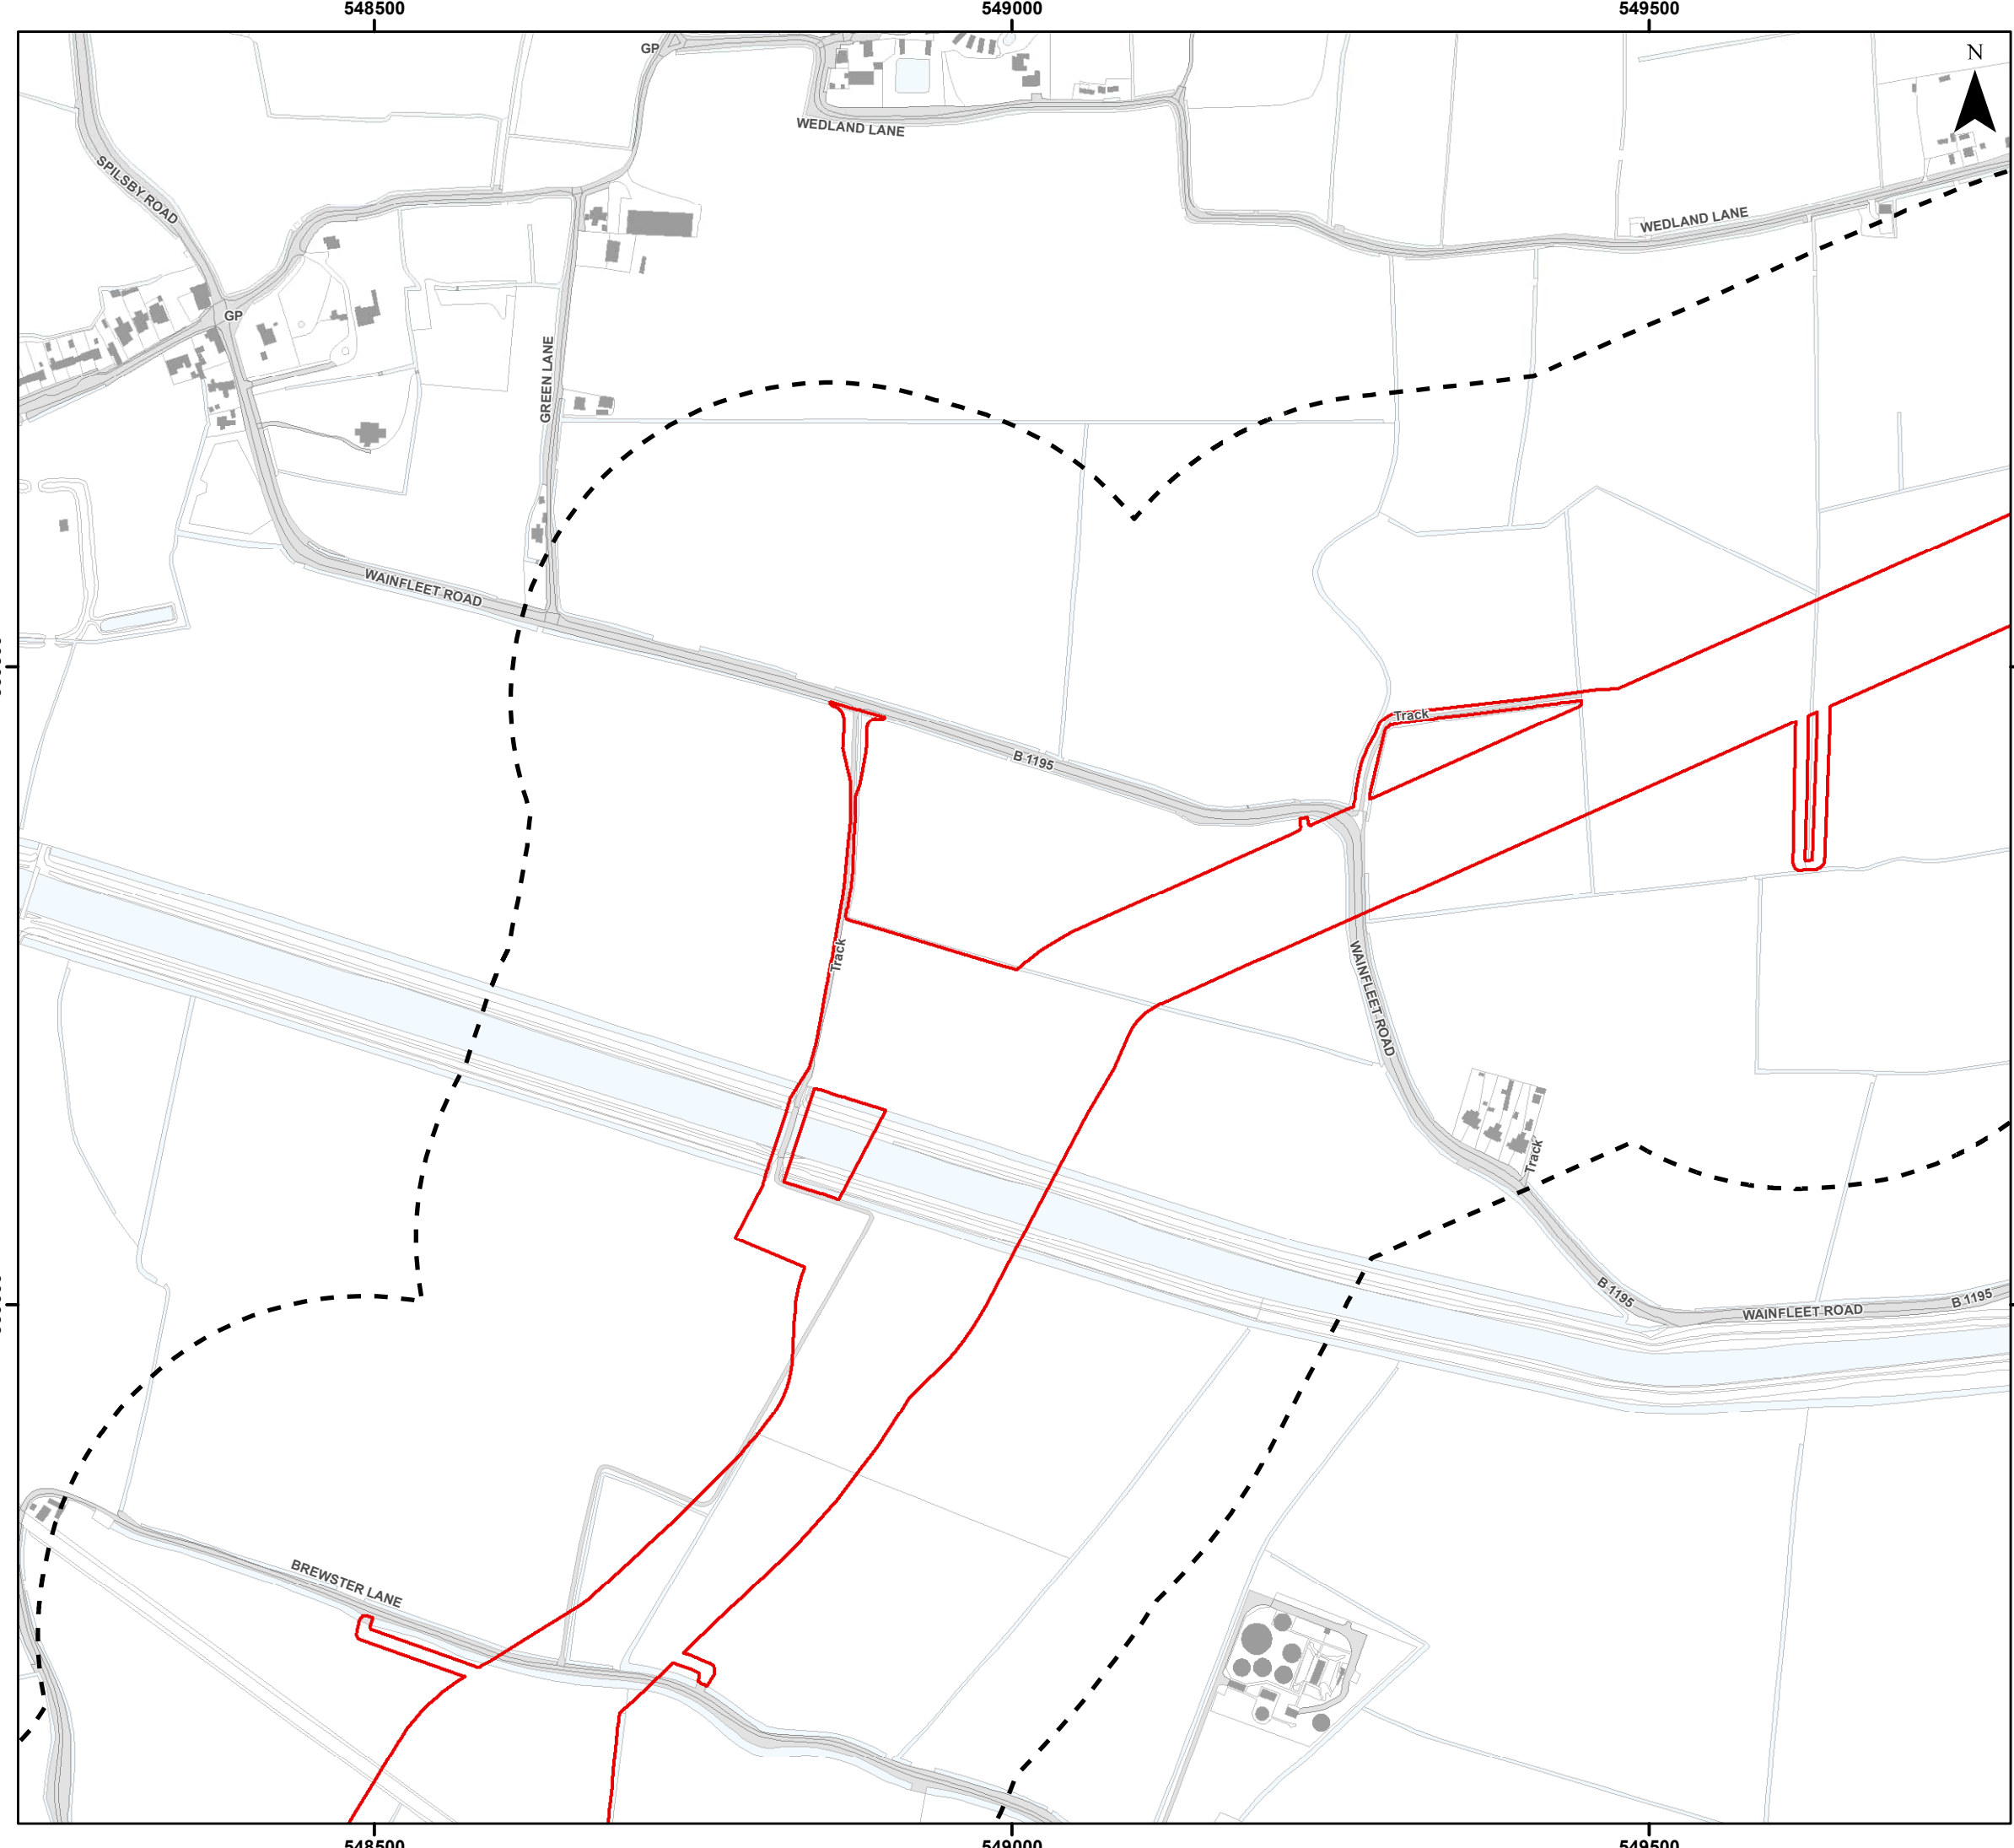 548500
549000
549500
N
GP
WEDLAND LANE
SPILSBY ROAD
WEDLAND LANE
GP
GREEN LANE
WAINFLEET ROAD
Track
B 1195
Track
WAINFLEET ROAD
Track
B 1195
WAINFLEET ROAD
B 1195
BREWSTER LANE
548500
549000
549500